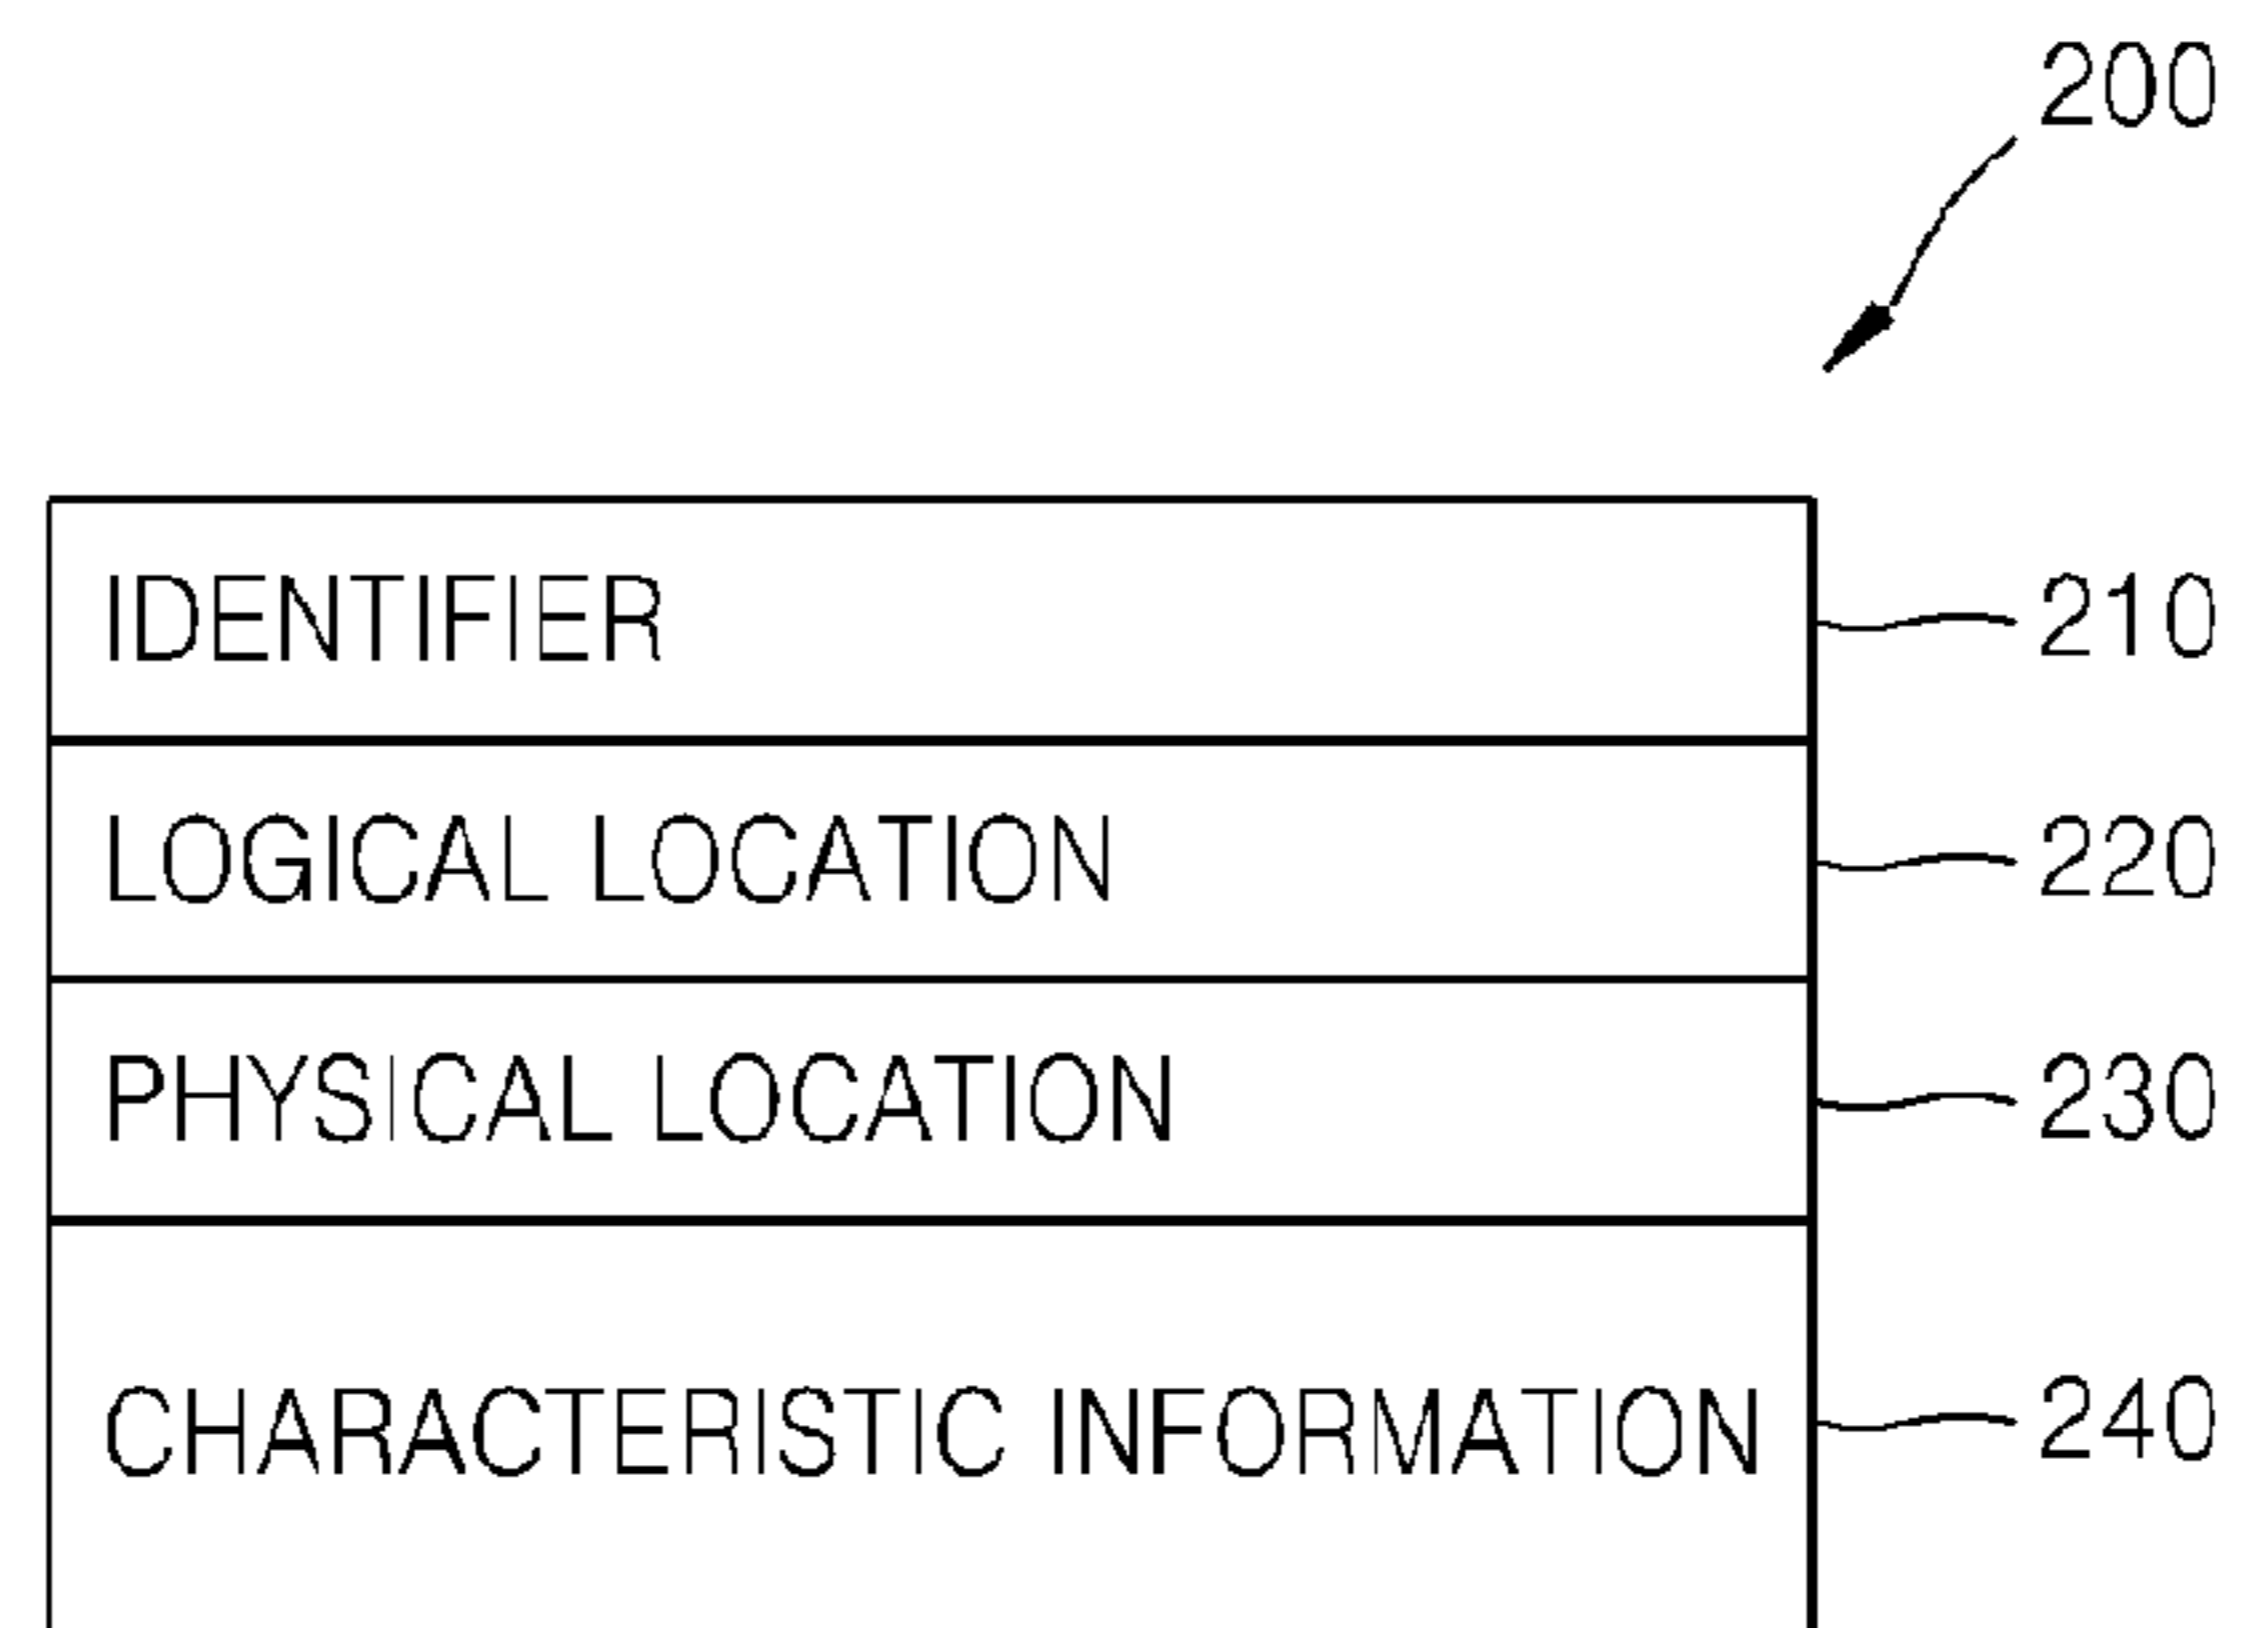 200
IDENTIFIER 210
LOGICAL LOCATION 220
PHYSICAL LOCATION 230
CHARACTERISTIC INFORMATION 240